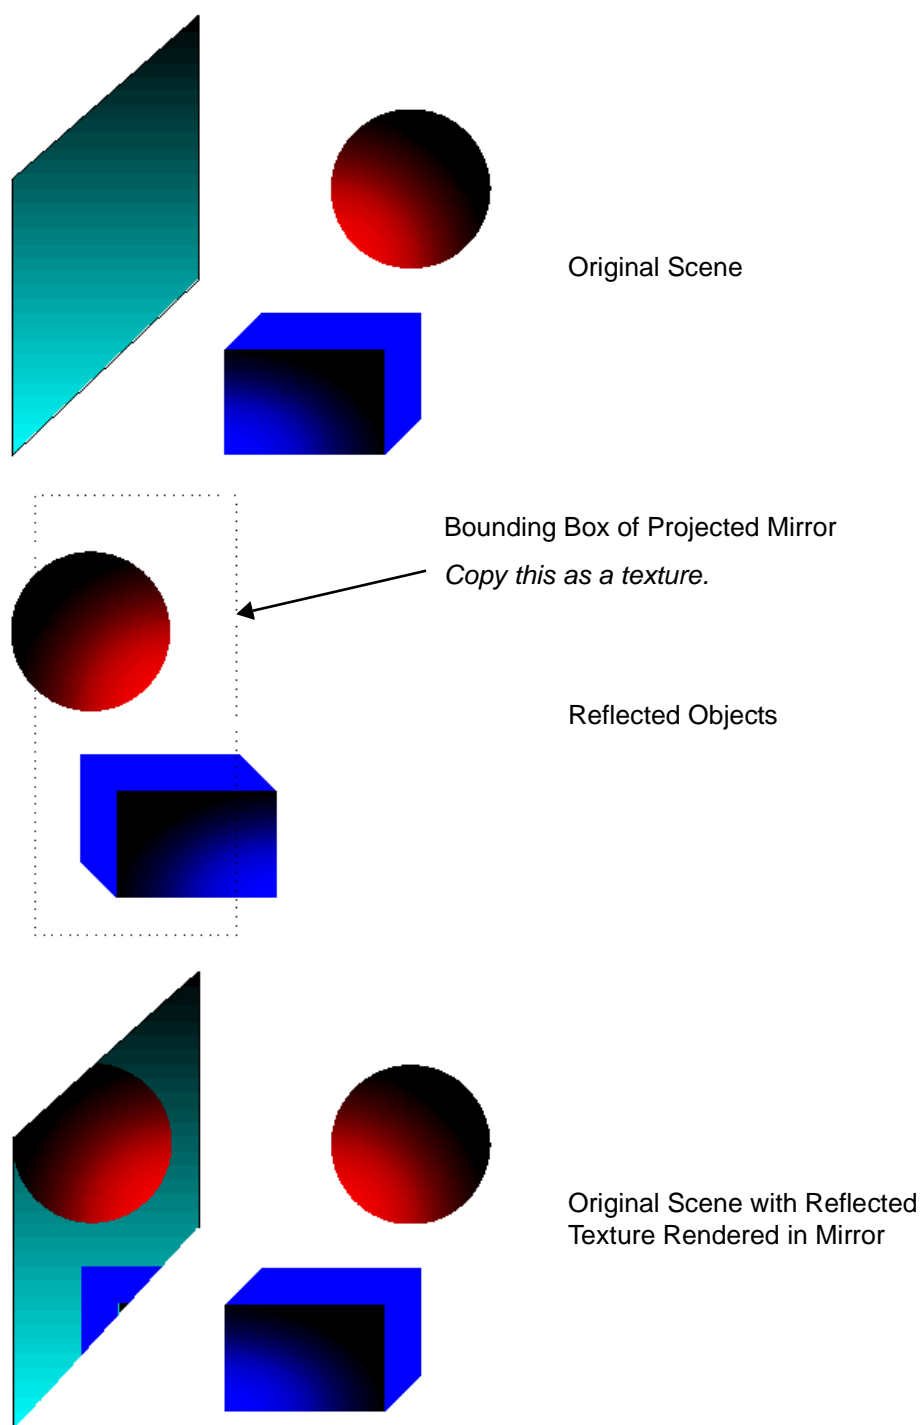 Original Scene
Bounding Box of Projected Mirror
Copy this as a texture.
Reflected Objects
Original Scene with Reflected
Texture Rendered in Mirror